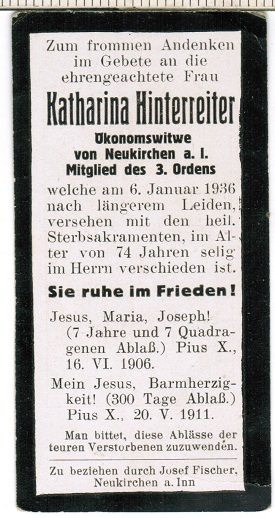 Zum frommen Andenken
im Gebete an die
ehrengeachtete Frau
Katharina Hinterreiter
Ökonomswitwe
von Neukirchen a. I.
Mitglied des 3. Ordens
welche am 6. Januar 1936
nach längerem Leiden,
versehen mit den heil.
Sterbsakramenten, im Al-
ter von 74 Jahren selig
im Herrn verschieden ist.
Sie ruhe im Frieden!
Jesus, Maria, Joseph!
(7 Jahre und 7 Quadra-
genen Ablaß.) Pius X.,
16. VI. 1906.
Mein Jesus, Barmherzig-
keit! (300 Tage Ablaß.)
Pius X., 20. V. 1911.
Man bittet, diese Ablässe der
teuren Verstorbenen zuzuwenden.
Zu beziehen durch Josef Fischer,
Neukirchen a. Inn